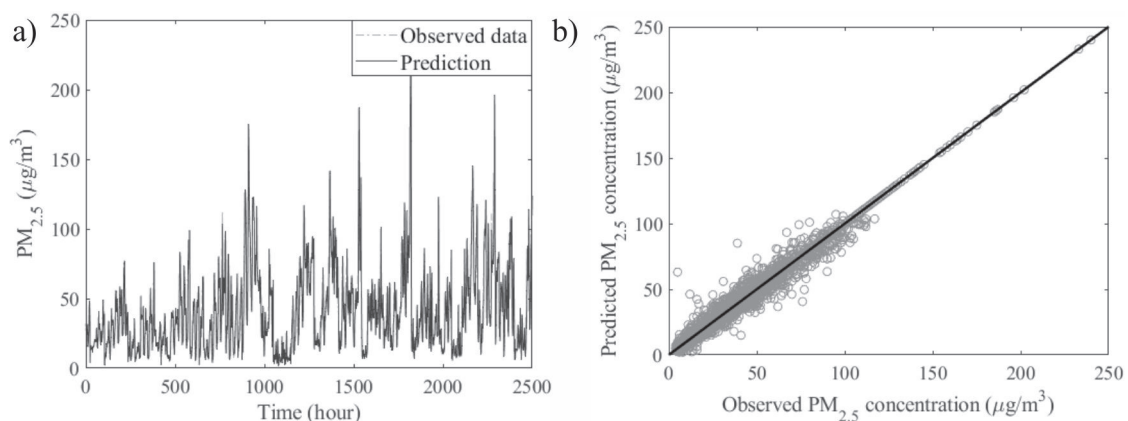 a)
PM2.5 (μg/m3)
250
200
150
100
50
0
0 500 1000 1500 2000 2500
Time (hour)
Observed data
Prediction
b)
Predicted PM2.5 concentration (μg/m3)
250
200
150
100
50
0
0 50 100 150 200 250
Observed PM2.5 concentration (μg/m3)